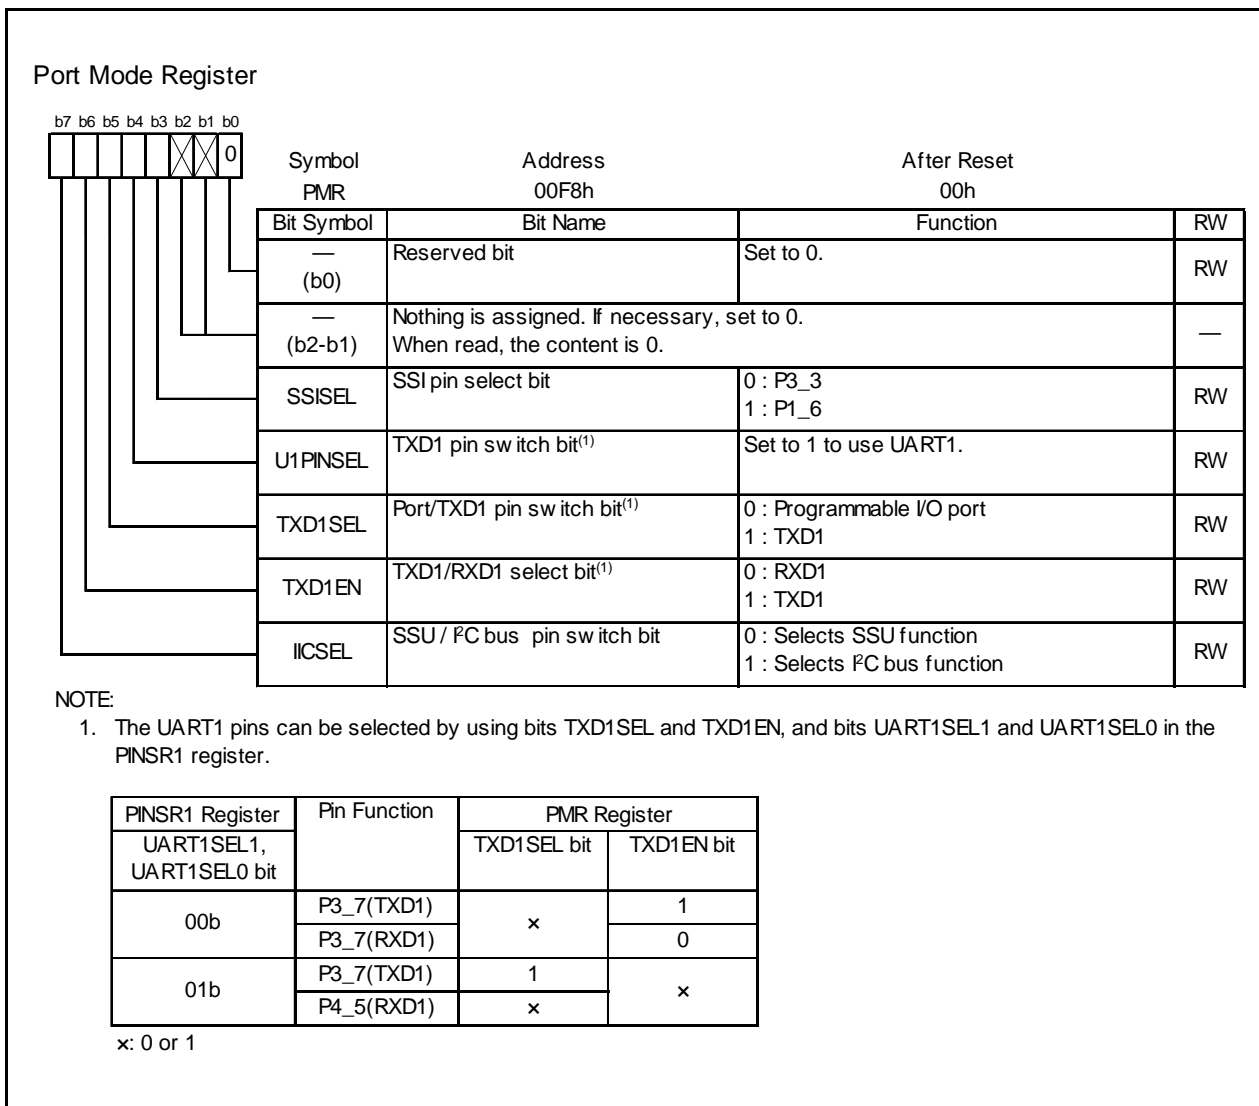 Port Mode Register
b7 b6 b5 b4 b3 b2 b1 b0
0
Symbol Address After Reset
PMR 00F8h 00h
Bit Symbol Bit Name Function RW
— (b0) Reserved bit Set to 0. RW
— (b2-b1) Nothing is assigned. If necessary, set to 0.
When read, the content is 0. —
SSISEL SSI pin select bit 0 : P3_3
1 : P1_6 RW
U1PINSEL TXD1 pin switch bit(1) Set to 1 to use UART1. RW
TXD1SEL Port/TXD1 pin switch bit(1) 0 : Programmable I/O port
1 : TXD1 RW
TXD1EN TXD1/RXD1 select bit(1) 0 : RXD1
1 : TXD1 RW
IICSEL SSU / I²C bus pin switch bit 0 : Selects SSU function
1 : Selects I²C bus function RW
NOTE:
1. The UART1 pins can be selected by using bits TXD1SEL and TXD1EN, and bits UART1SEL1 and UART1SEL0 in the
PINSR1 register.
PINSR1 Register Pin Function PMR Register
UART1SEL1, TXD1SEL bit TXD1EN bit
UART1SEL0 bit
00b P3_7(TXD1) × 1
P3_7(RXD1) 0
01b P3_7(TXD1) 1 ×
P4_5(RXD1) ×
×: 0 or 1